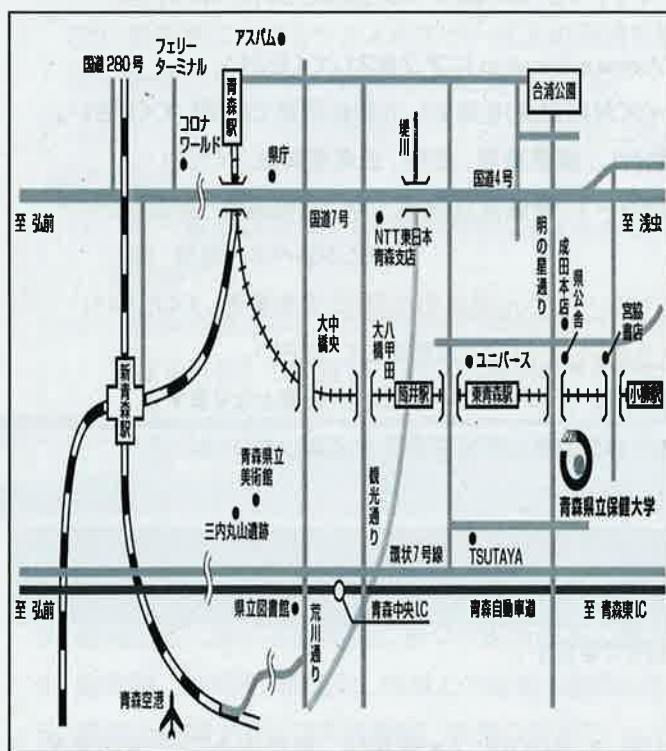 アスパム
国道280号
フェリー
ターミナル
青森駅
合浦公園
コロナ
ワールド
県庁
堤川
国道4号
至 弘前
国道7号
NTT東日本
青森支店
明の星通り
成田本店
県公舎
至 浅虫
宮脇
書店
中央
大橋
八甲田
大橋
ユニバース
新青森駅
筒井駅
東青森駅
小柳駅
青森県立
美術館
三内丸山遺跡
観光通り
青森県立保健大学
環状7号線
TSUTAYA
至 弘前
県立図書館
荒川通り
青森中央I.C
青森自動車道
至 青森東I.C
青森空港